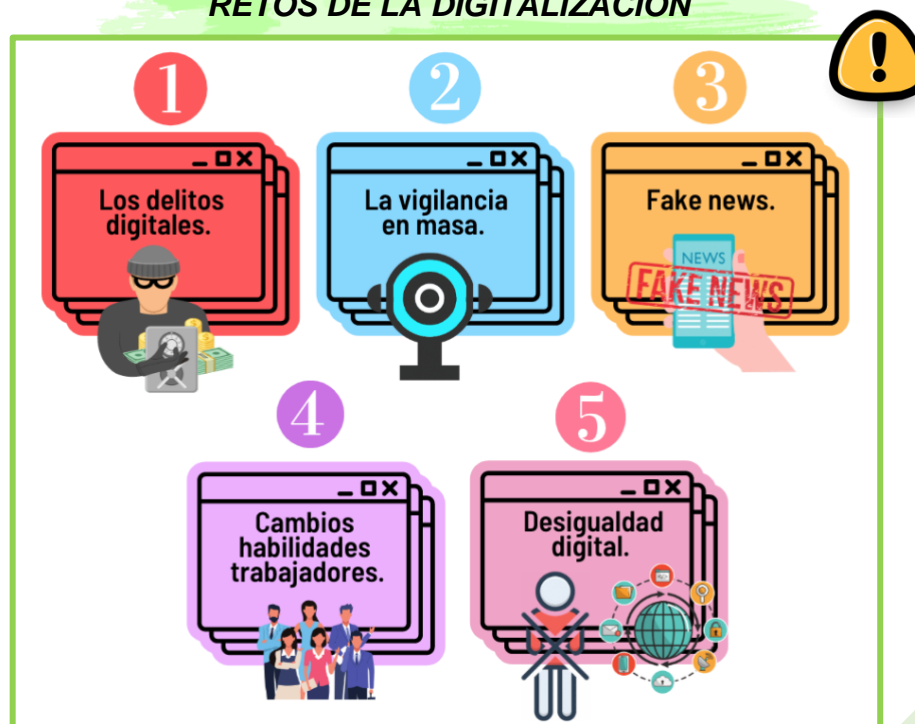 RETOS DE LA DIGITALIZACIÓN
!
1
2
3
Los delitos
digitales.
La vigilancia
en masa.
Fake news.
NEWS
FAKE NEWS
4
5
Cambios
habilidades
trabajadores.
Desigualdad
digital.